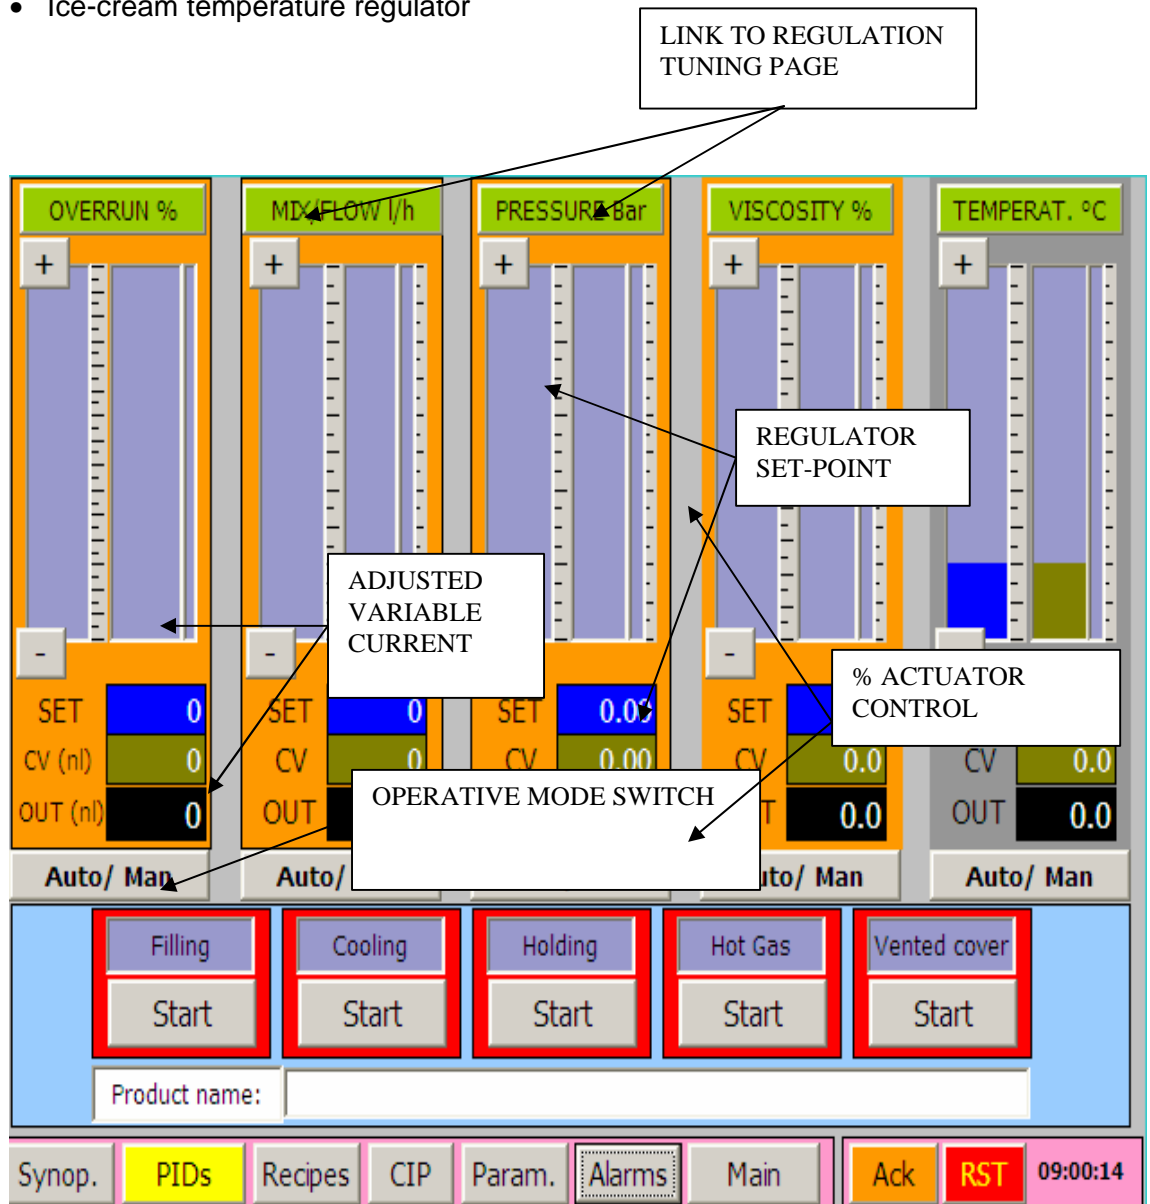 • Ice-cream temperature regulator
LINK TO REGULATION
TUNING PAGE
OVERRUN %
MIX/FLOW l/h
PRESSURE Bar
VISCOSITY %
TEMPERAT. ºC
+ + + + +
REGULATOR
SET-POINT
ADJUSTED
VARIABLE
CURRENT
- - -
% ACTUATOR
CONTROL
SET 0 SET 0 SET 0.00 SET
CV (nl) 0 CV 0 CV 0.00 CV 0.0 CV 0.0
OPERATIVE MODE SWITCH
OUT (nl) 0 OUT T 0.0 OUT 0.0
Auto/ Man Auto/ uto/ Man Auto/ Man
Filling Cooling Holding Hot Gas Vented cover
Start Start Start Start Start
Product name:
Synop. PIDs Recipes CIP Param. Alarms Main Ack RST 09:00:14